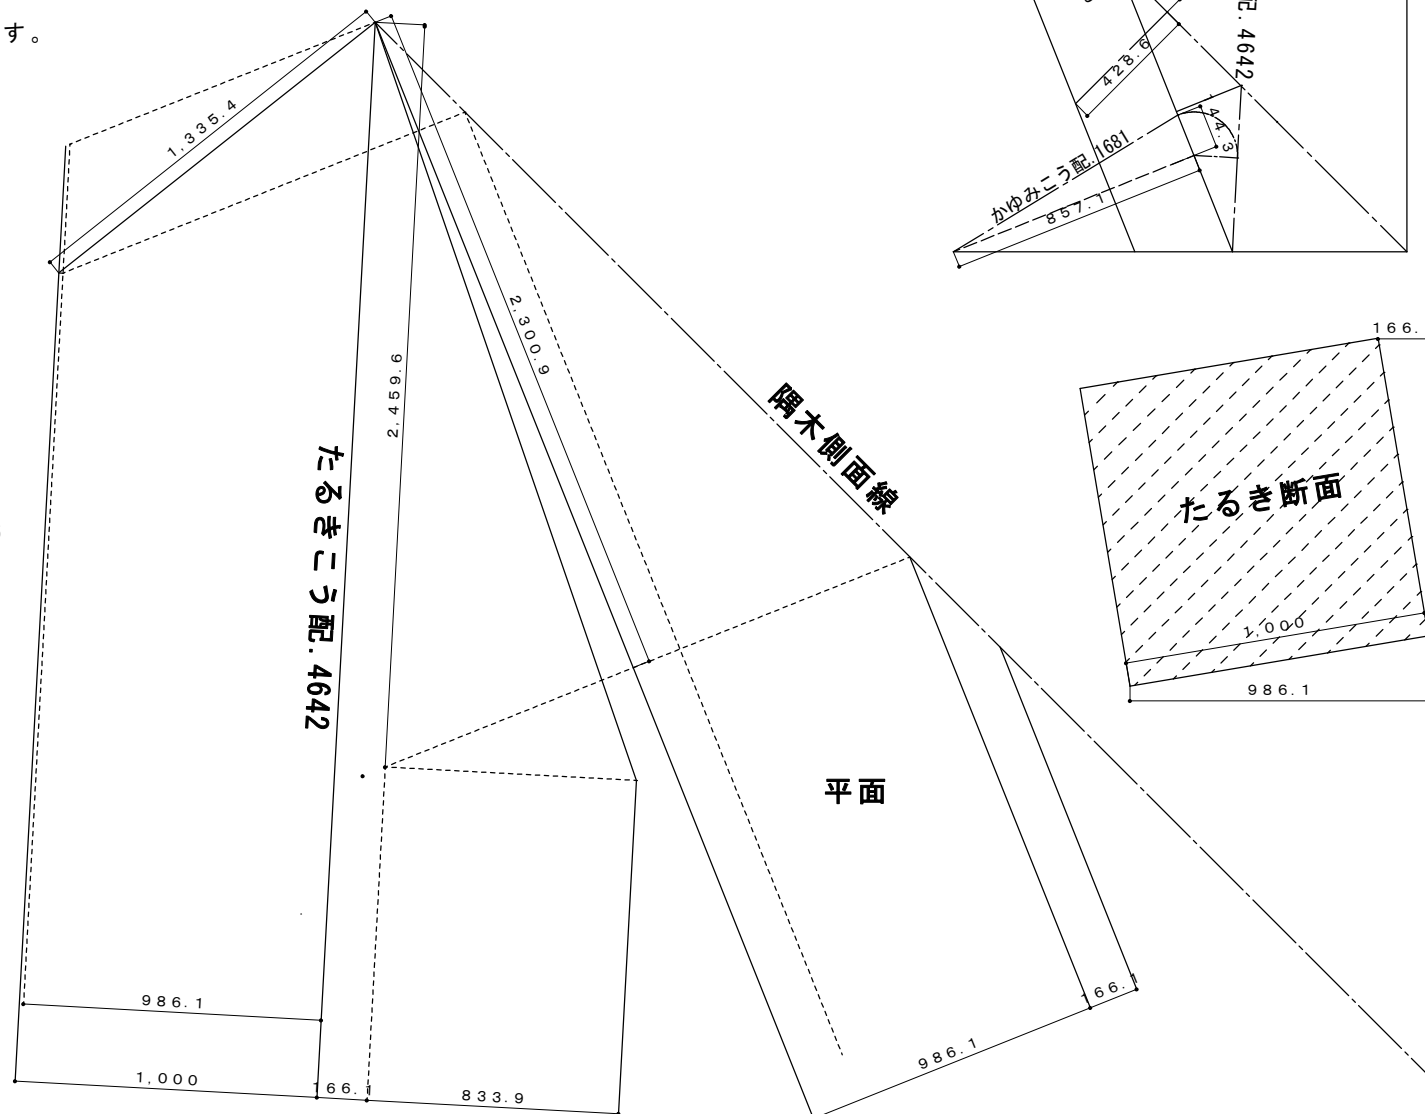 す。
1,335.4
2,459.6
2,300.9
たるきこう配.4642
986.1
1,000
166.1
833.9
隅木側面線
平面
986.1
166.1
配.4642
428.6
44.3
かゆみこう配.1681
857.1
166.
たるき断面
1,000
986.1